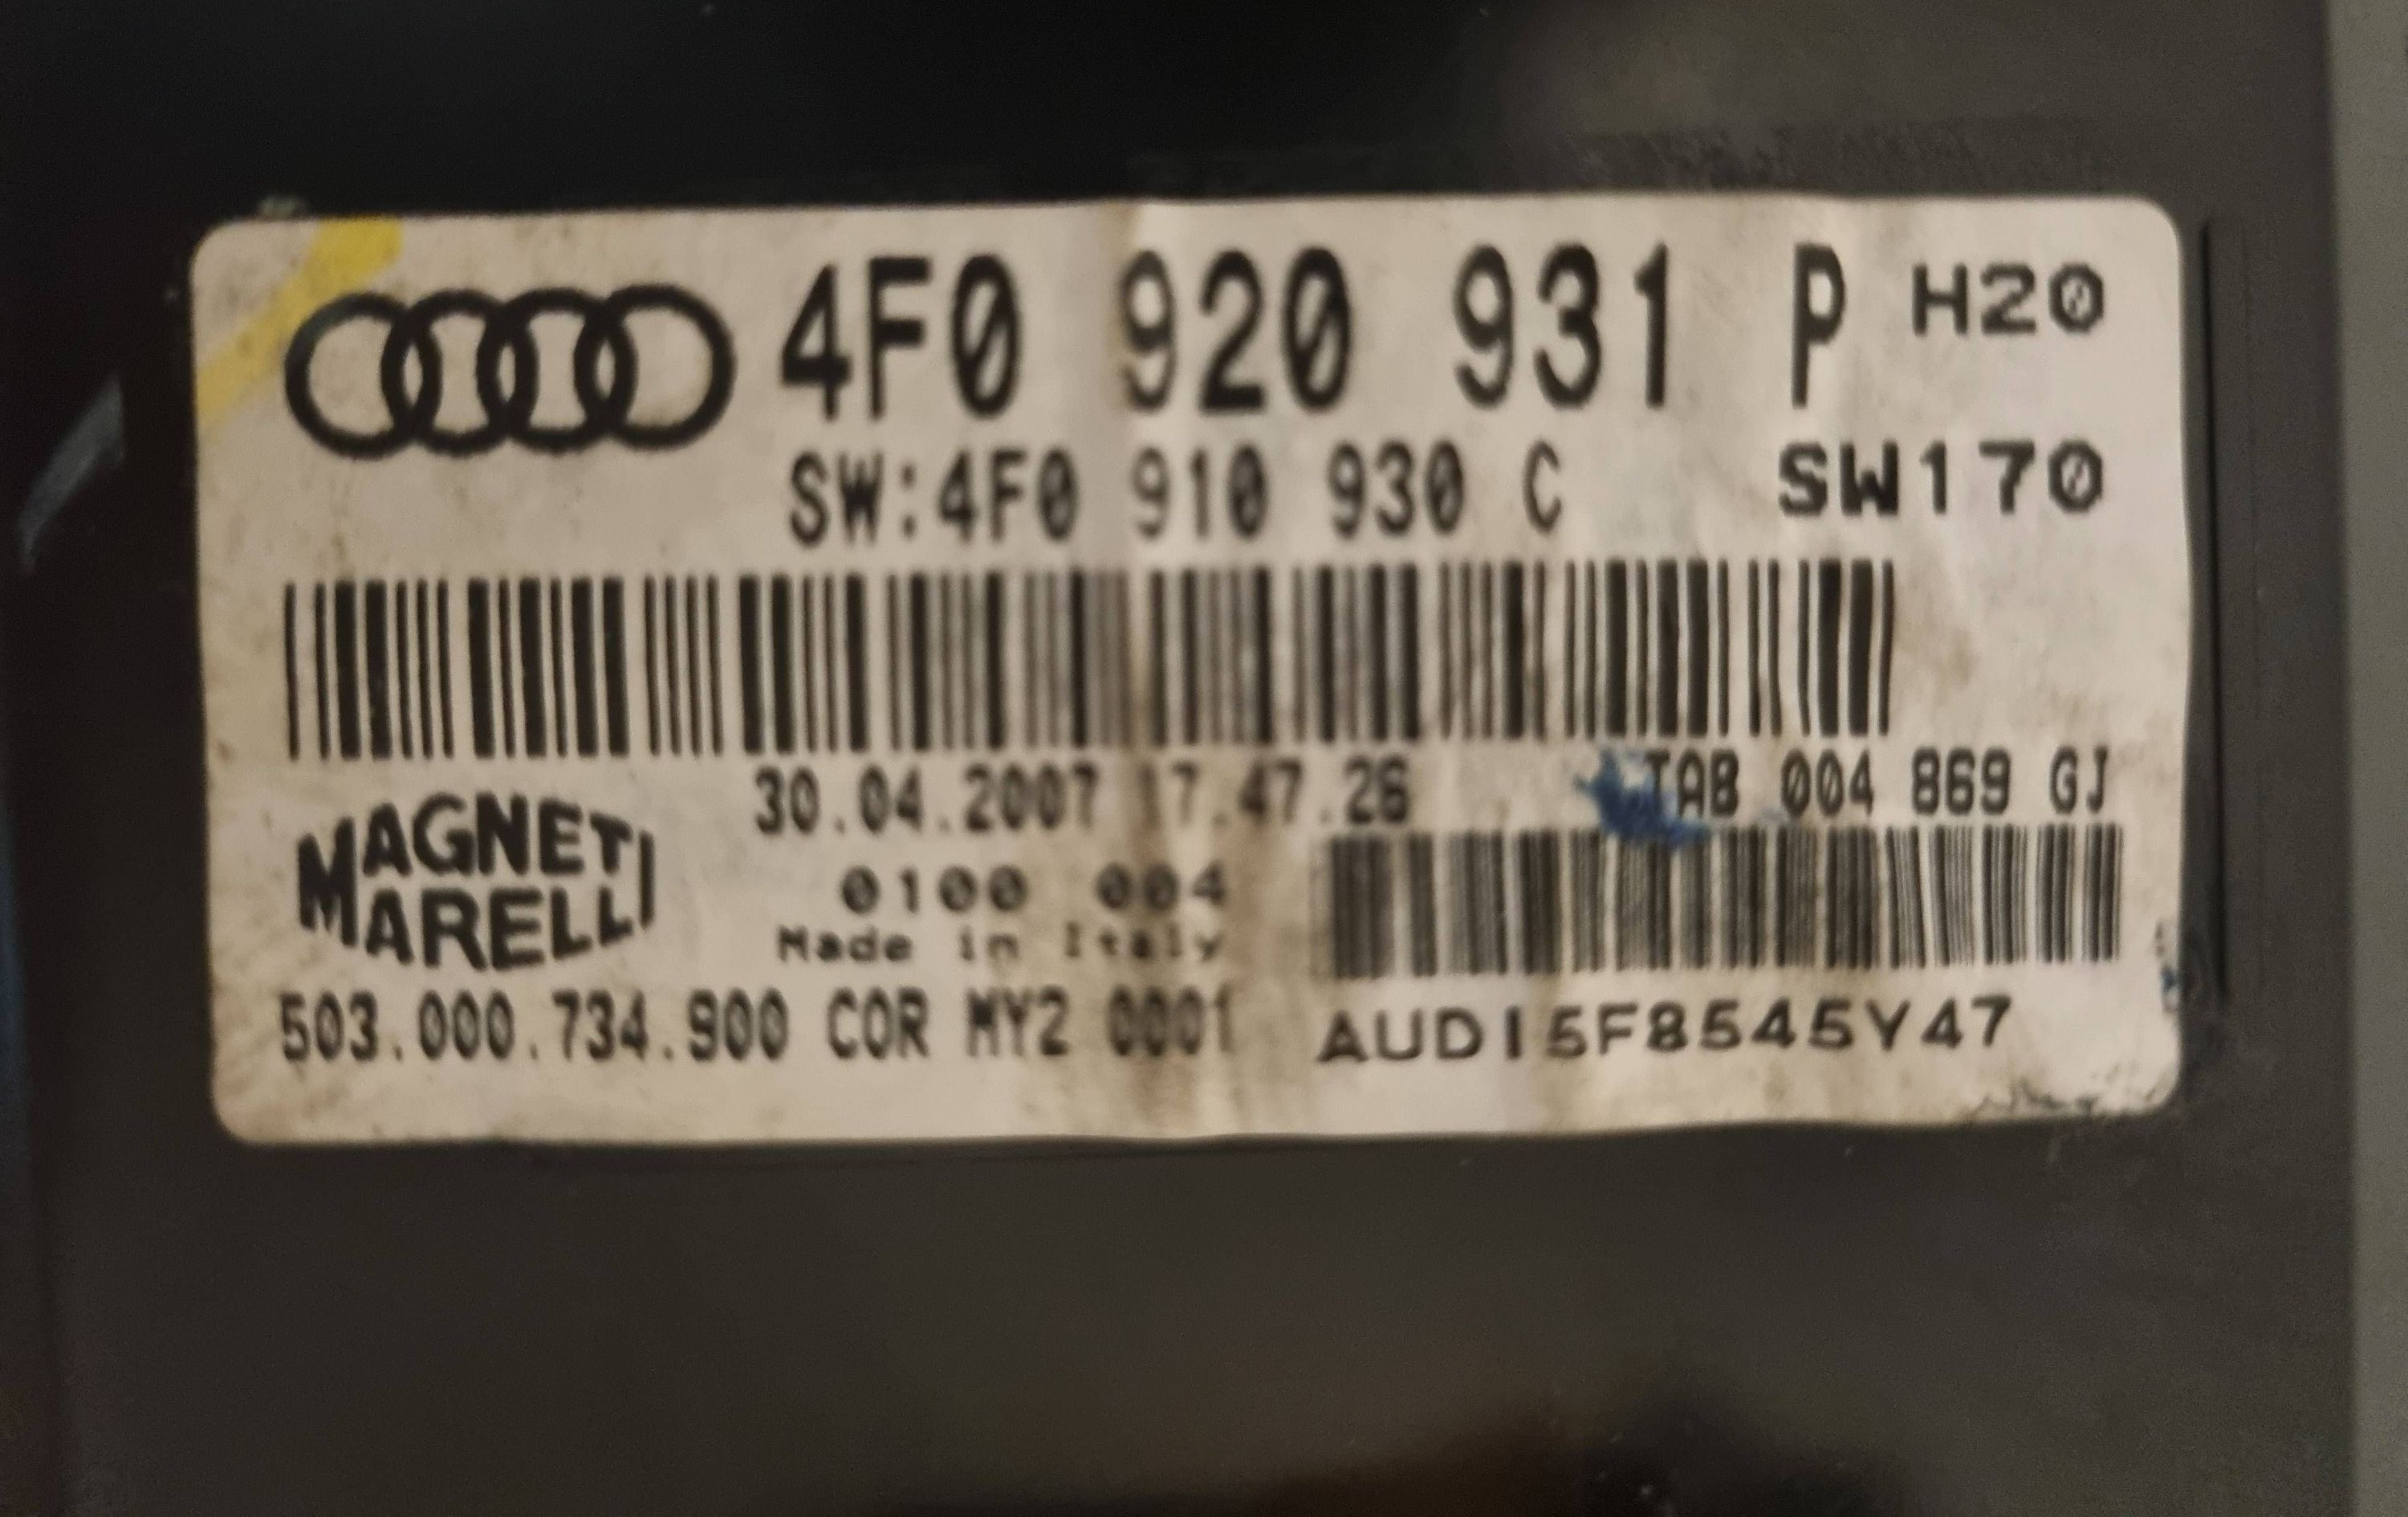 4F0 920 931 P H20
SW:4F0 910 930 C SW170
30.04.2007 17.47.26 IAB 004 869 GJ
MAGNETI
MARELLI
0100 004
Made in Italy
503.000.734.900 COR MY2 0001 AUDI5F8545Y47